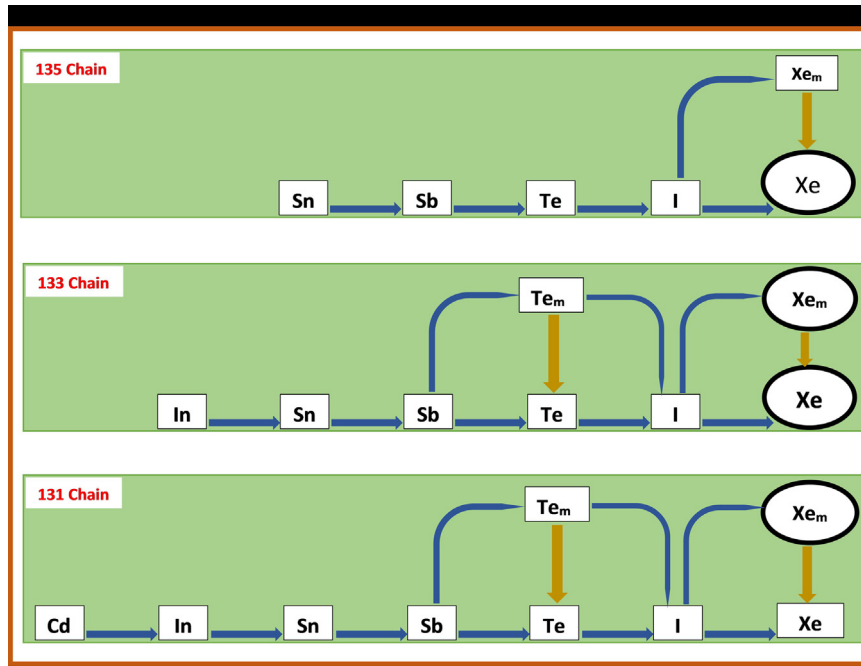 135 Chain
Xem
Sn Sb Te I Xe
133 Chain
Tem Xem
In Sn Sb Te I Xe
131 Chain
Tem Xem
Cd In Sn Sb Te I Xe